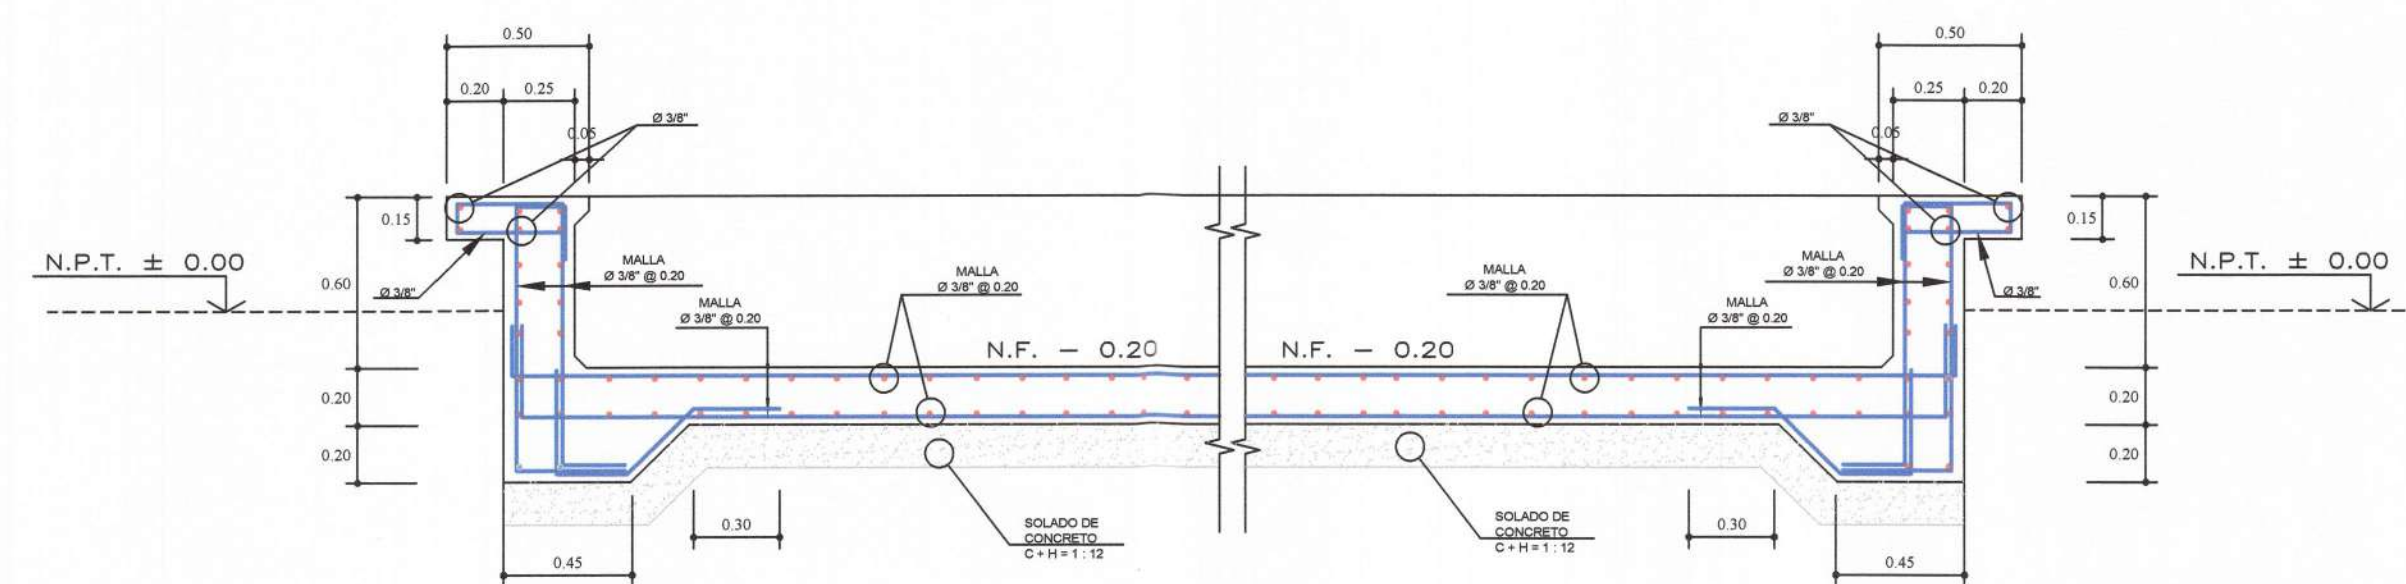 0.50
0.50
0.20
0.25
0.25
0.20
Ø 3/8"
Ø 3/8"
0.05
0.05
0.15
0.15
N.P.T. ± 0.00
N.P.T. ± 0.00
MALLA
Ø 3/8" @ 0.20
MALLA
Ø 3/8" @ 0.20
MALLA
Ø 3/8" @ 0.20
MALLA
Ø 3/8" @ 0.20
0.60
0.60
Ø 3/8"
Ø 3/8"
MALLA
Ø 3/8" @ 0.20
MALLA
Ø 3/8" @ 0.20
N.F. - 0.20
N.F. - 0.20
0.20
0.20
0.20
0.20
0.30
0.30
SOLADO DE
CONCRETO
C + H = 1 : 12
SOLADO DE
CONCRETO
C + H = 1 : 12
0.45
0.45